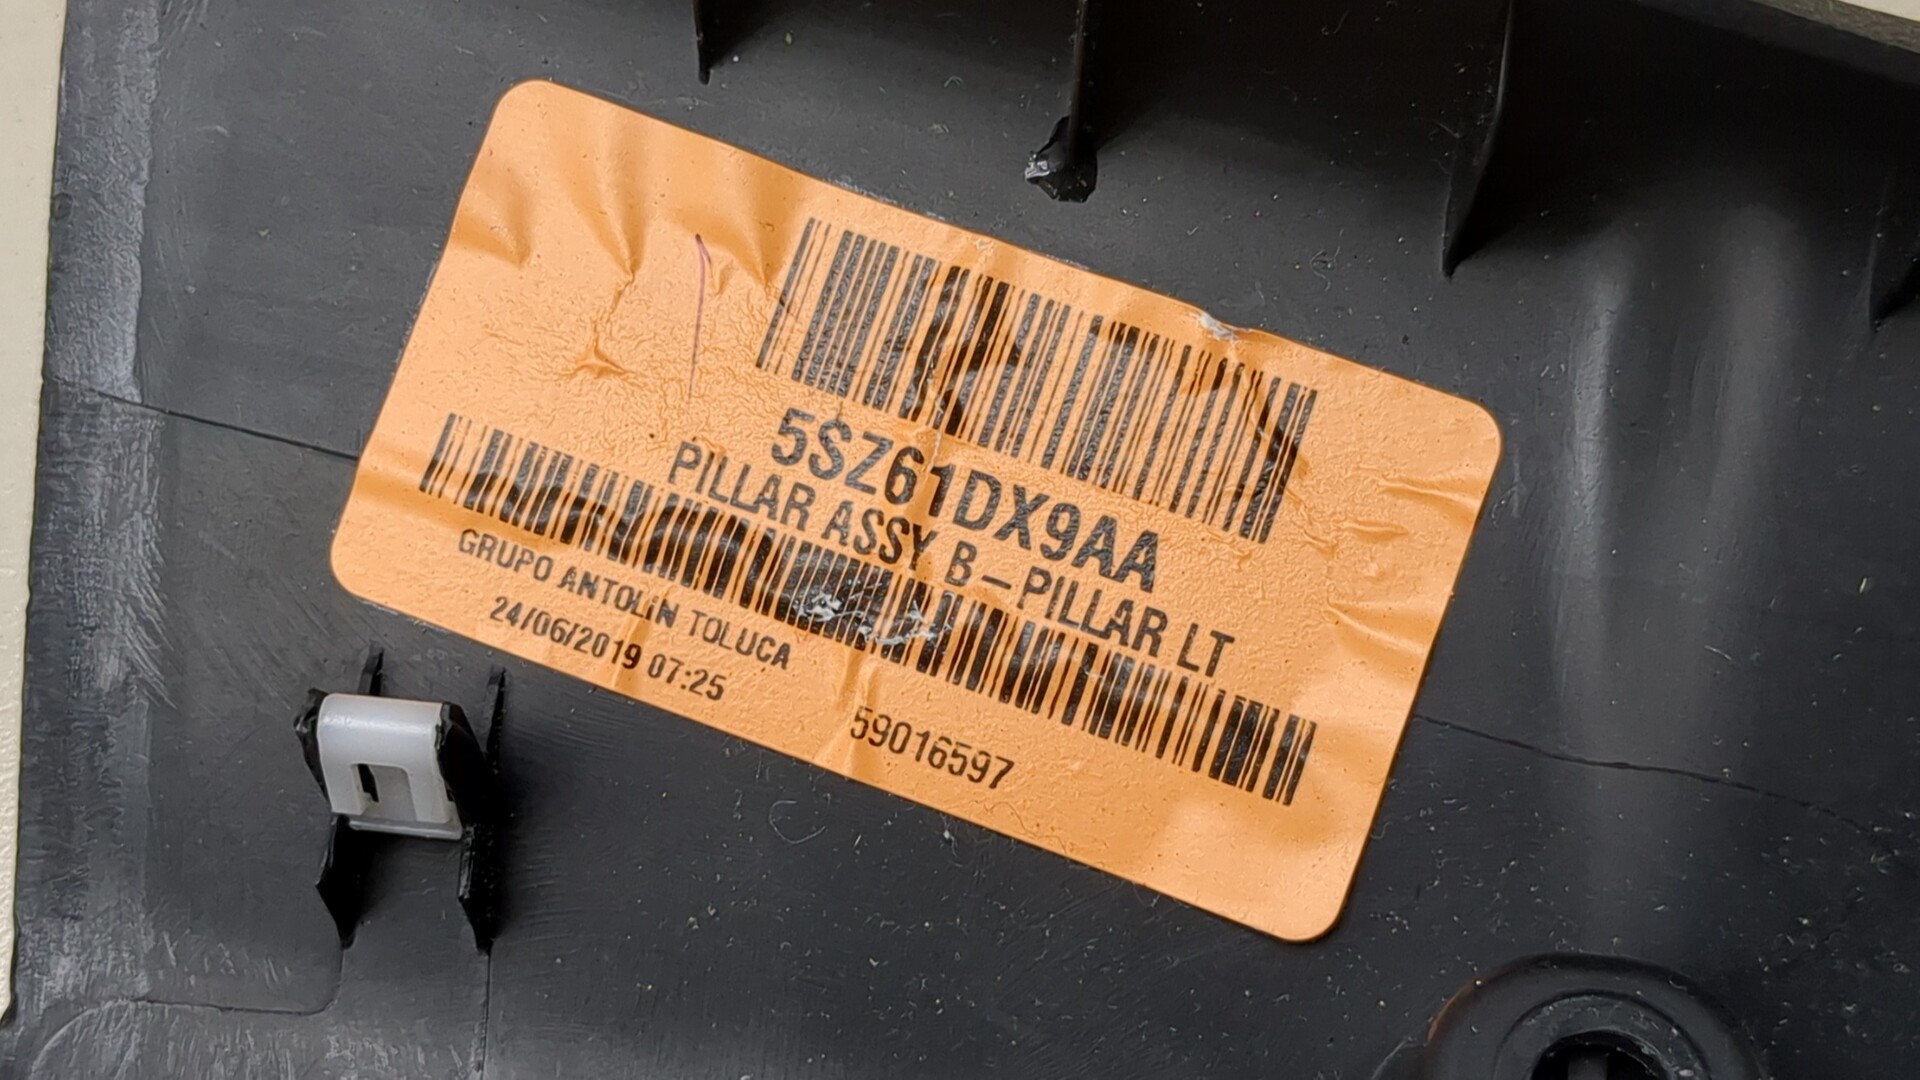 5SZ61DX9AA
PILLAR ASSY B-PILLAR LT
GRUPO ANTOLiN TOLUCA
24/06/2019 07:25
59016597